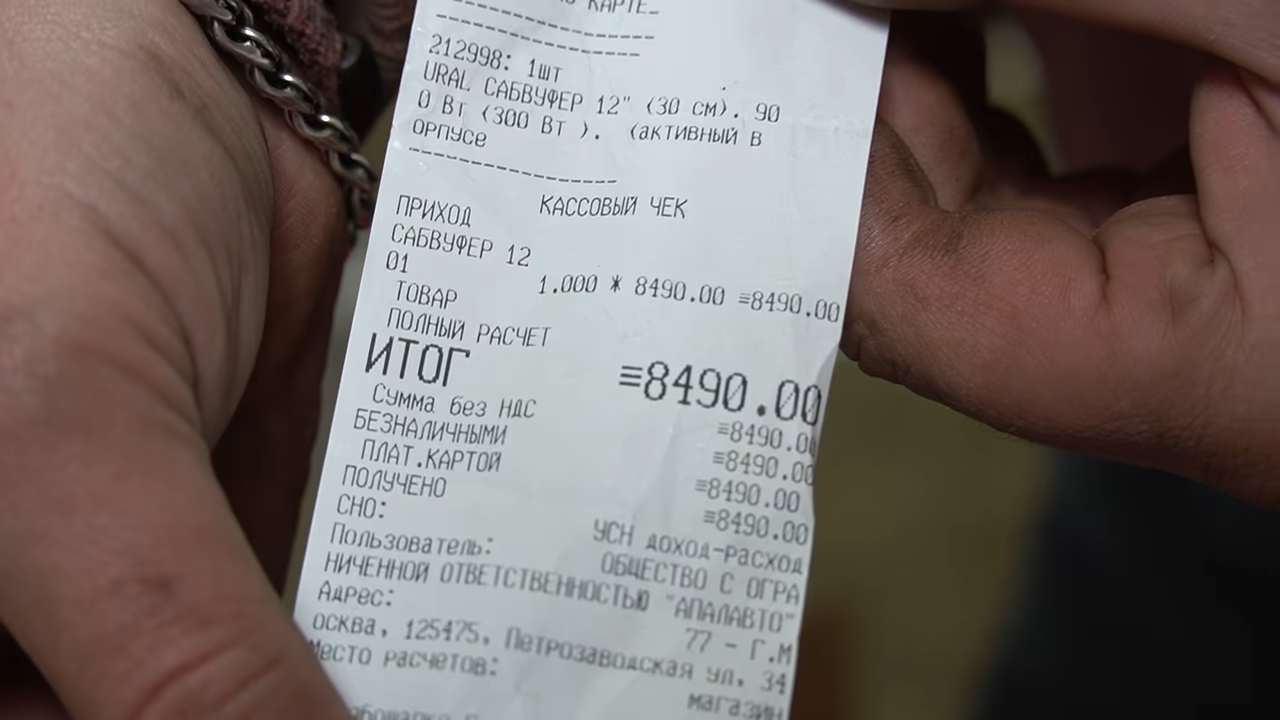 КАРТЕ_
212998: 1шт
URAL САБВУФЕР 12" (30 см). 90
0 Вт (300 Вт ). (активный в
орпусе
КАССОВЫЙ ЧЕК
ПРИХОД
САБВУФЕР 12
01
1.000 * 8490.00 ≡8490.00
ТОВАР
ПОЛНЫЙ РАСЧЕТ
ИТОГ ≡8490.00
Сумма без НДС ≡8490.00
БЕЗНАЛИЧНЫМИ ≡8490.00
ПЛАТ.КАРТОЙ ≡8490.00
ПОЛУЧЕНО ≡8490.00
СНО: УСН доход-расход
Пользователь: ОБЩЕСТВО С ОГРА
НИЧЕННОЙ ОТВЕТСТВЕННОСТЬЮ "АПАЛАВТО"
Адрес: 77 - Г.М
осква, 125475, Петрозаводская ул, 34
Место расчетов: магазин